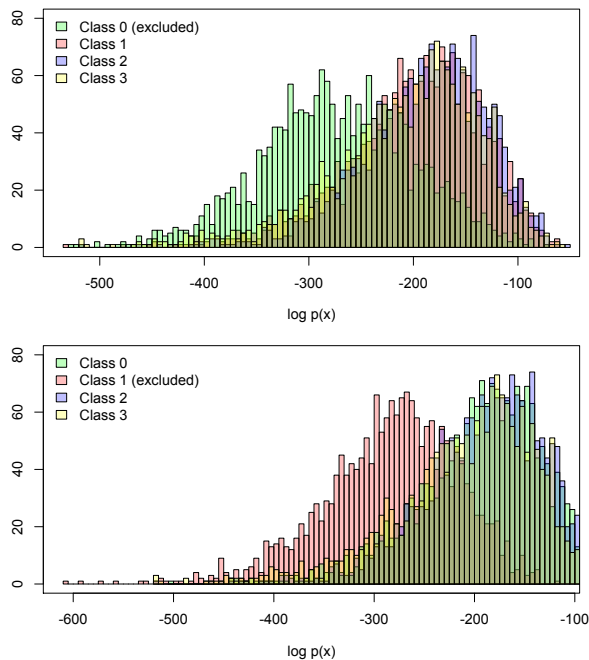 80
60
40
20
0
Class 0 (excluded)
Class 1
Class 2
Class 3
-500 -400 -300 -200 -100
log p(x)
80
60
40
20
0
Class 0
Class 1 (excluded)
Class 2
Class 3
-600 -500 -400 -300 -200 -100
log p(x)